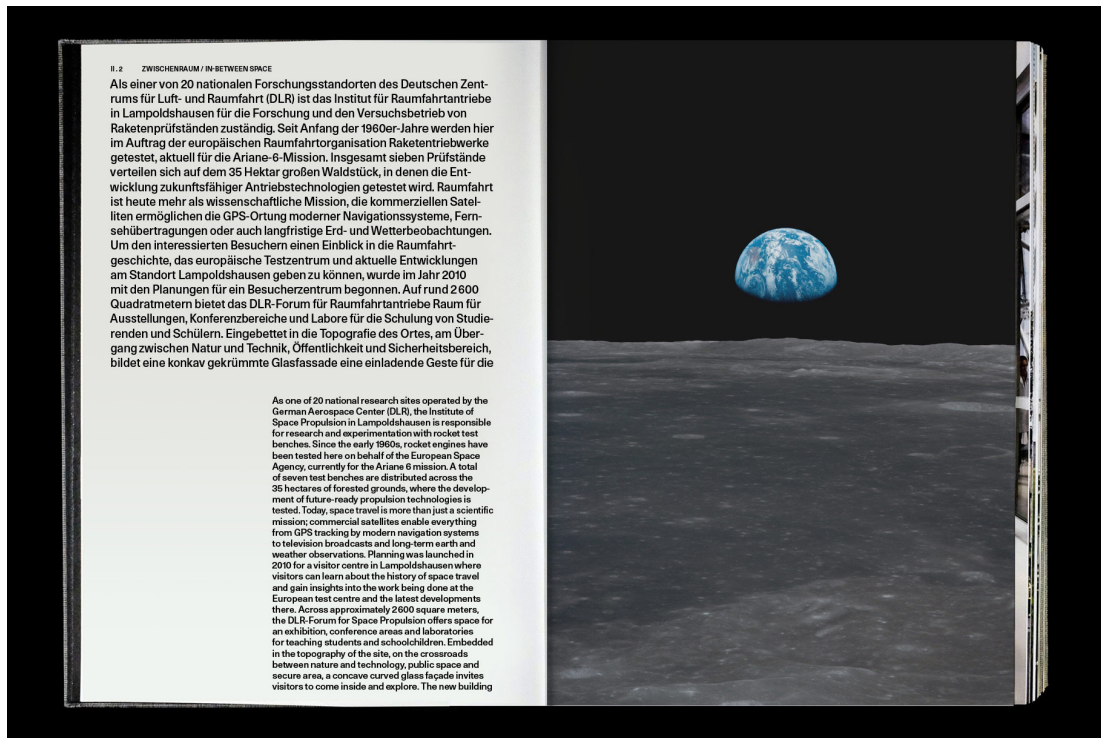 II.2 ZWISCHENRAUM / IN-BETWEEN SPACE
Als einer von 20 nationalen Forschungsstandorten des Deutschen Zent-
rums für Luft- und Raumfahrt (DLR) ist das Institut für Raumfahrtantriebe
in Lampoldshausen für die Forschung und den Versuchsbetrieb von
Raketenprüfständen zuständig. Seit Anfang der 1960er-Jahre werden hier
im Auftrag der europäischen Raumfahrtorganisation Raketentriebwerke
getestet, aktuell für die Ariane-6-Mission. Insgesamt sieben Prüfstände
verteilen sich auf dem 35 Hektar großen Waldstück, in denen die Ent-
wicklung zukunftsfähiger Antriebstechnologien getestet wird. Raumfahrt
ist heute mehr als wissenschaftliche Mission, die kommerziellen Satel-
liten ermöglichen die GPS-Ortung moderner Navigationssysteme, Fern-
sehübertragungen oder auch langfristige Erd- und Wetterbeobachtungen.
Um den interessierten Besuchern einen Einblick in die Raumfahrt-
geschichte, das europäische Testzentrum und aktuelle Entwicklungen
am Standort Lampoldshausen geben zu können, wurde im Jahr 2010
mit den Planungen für ein Besucherzentrum begonnen. Auf rund 2 600
Quadratmetern bietet das DLR-Forum für Raumfahrtantriebe Raum für
Ausstellungen, Konferenzbereiche und Labore für die Schulung von Studie-
renden und Schülern. Eingebettet in die Topografie des Ortes, am Über-
gang zwischen Natur und Technik, Öffentlichkeit und Sicherheitsbereich,
bildet eine konkav gekrümmte Glasfassade eine einladende Geste für die
As one of 20 national research sites operated by the
German Aerospace Center (DLR), the Institute of
Space Propulsion in Lampoldshausen is responsible
for research and experimentation with rocket test
benches. Since the early 1960s, rocket engines have
been tested here on behalf of the European Space
Agency, currently for the Ariane 6 mission. A total
of seven test benches are distributed across the
35 hectares of forested grounds, where the develop-
ment of future-ready propulsion technologies is
tested. Today, space travel is more than just a scientific
mission; commercial satellites enable everything
from GPS tracking by modern navigation systems
to television broadcasts and long-term earth and
weather observations. Planning was launched in
2010 for a visitor centre in Lampoldshausen where
visitors can learn about the history of space travel
and gain insights into the work being done at the
European test centre and the latest developments
there. Across approximately 2 600 square meters,
the DLR-Forum for Space Propulsion offers space for
an exhibition, conference areas and laboratories
for teaching students and schoolchildren. Embedded
in the topography of the site, on the crossroads
between nature and technology, public space and
secure area, a concave curved glass façade invites
visitors to come inside and explore. The new building